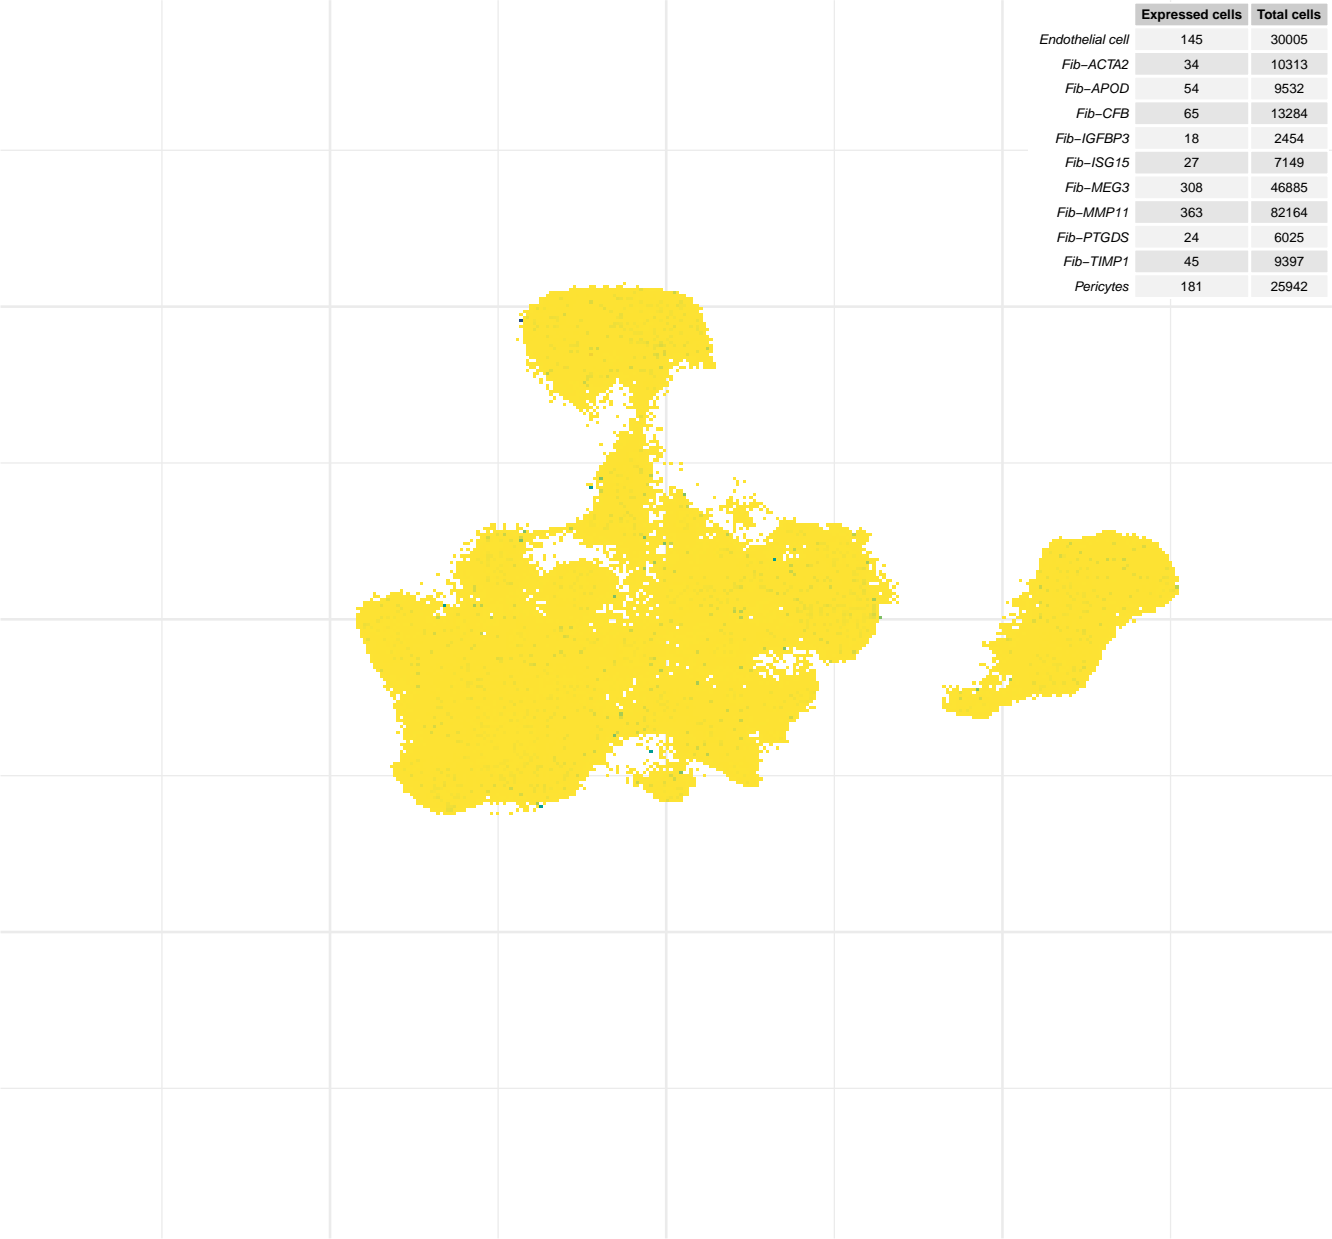 Expressed cells Total cells
Endothelial cell 145 30005
Fib−ACTA2 34 10313
Fib−APOD 54 9532
Fib−CFB 65 13284
Fib−IGFBP3 18 2454
Fib−ISG15 27 7149
Fib−MEG3 308 46885
Fib−MMP11 363 82164
Fib−PTGDS 24 6025
Fib−TIMP1 45 9397
Pericytes 181 25942